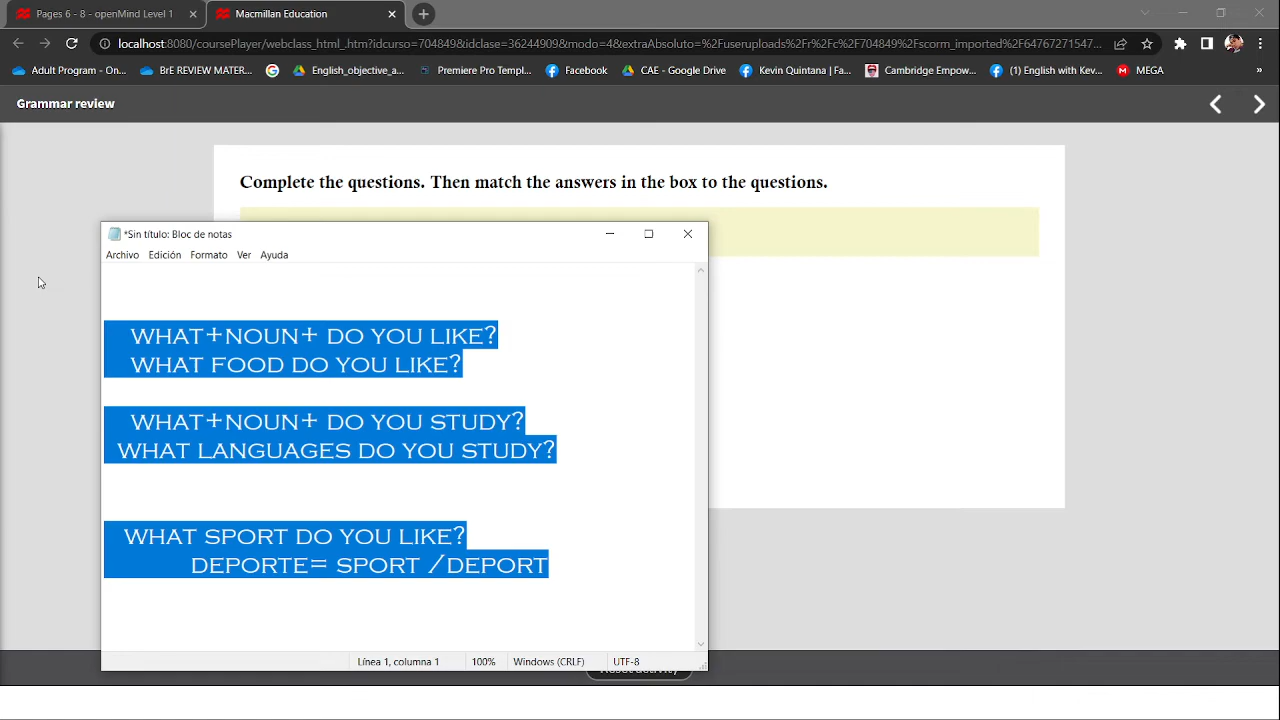 Pages 6 - 8 - openMind Level 1
Macmillan Education
localhost:8080/coursePlayer/webclass_html_.htm?idcurso=704849&idclase=36244909&modo=4&extraAbsoluto=%2Fuseruploads%2Fr%2Fc%2F704849%2Fscorm_imported%2F64767271547...
Adult Program - On...
BrE REVIEW MATER...
English_objective_a...
Premiere Pro Templ...
Facebook
CAE - Google Drive
Kevin Quintana | Fa...
Cambridge Empow...
(1) English with Kev...
MEGA
»
Grammar review
Complete the questions. Then match the answers in the box to the questions.
*Sin título: Bloc de notas
Archivo Edición Formato Ver Ayuda
WHAT+NOUN+ DO YOU LIKE?
WHAT FOOD DO YOU LIKE?
WHAT+NOUN+ DO YOU STUDY?
WHAT LANGUAGES DO YOU STUDY?
WHAT SPORT DO YOU LIKE?
DEPORTE= SPORT /DEPORT
Línea 1, columna 1 100% Windows (CRLF) UTF-8